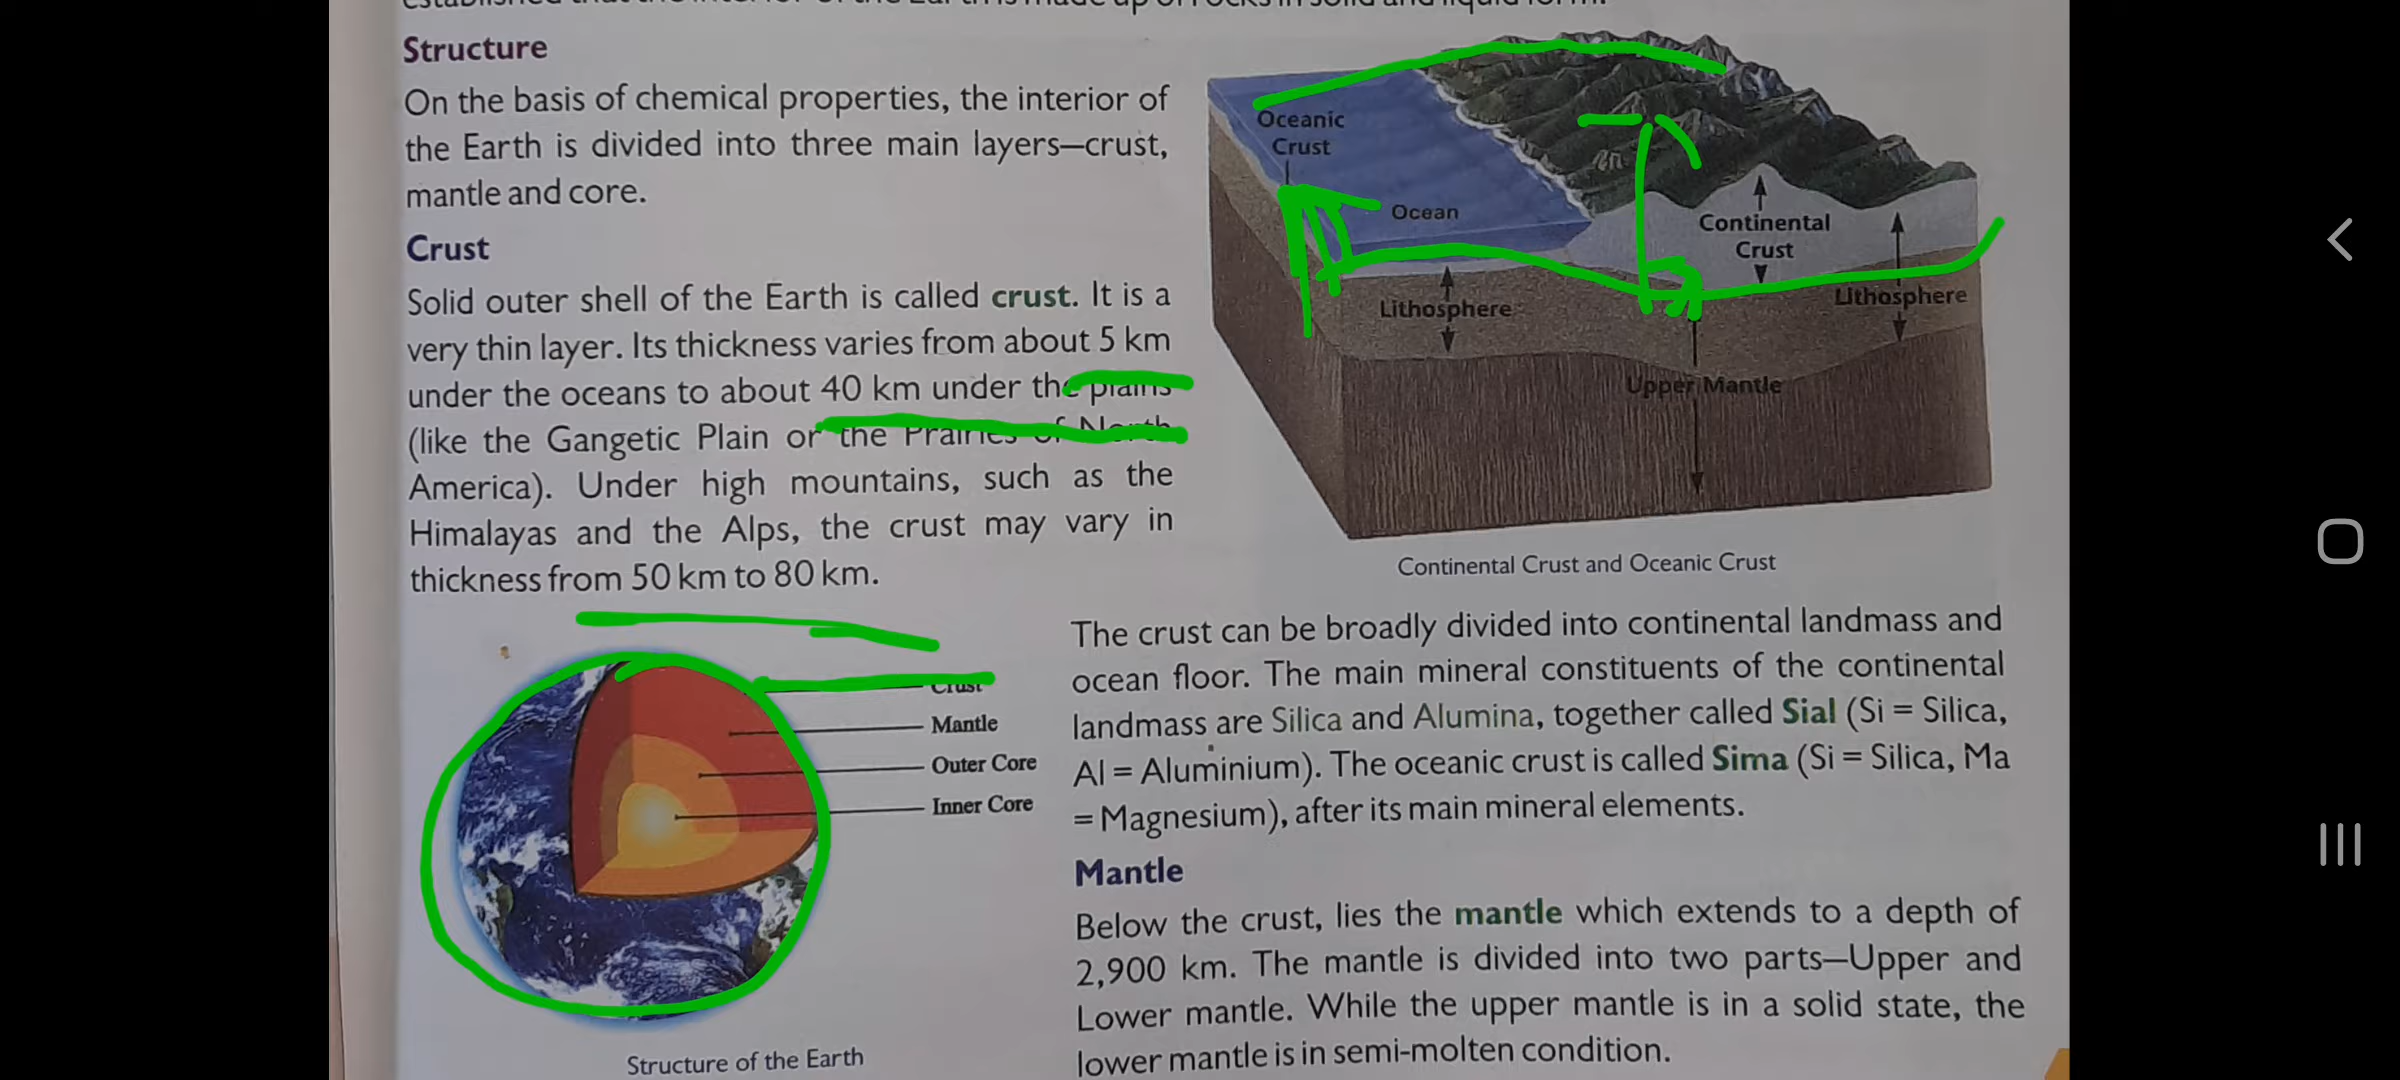 Structure
On the basis of chemical properties, the interior of
the Earth is divided into three main layers—crust,
mantle and core.
Crust
Solid outer shell of the Earth is called crust. It is a
very thin layer. Its thickness varies from about 5 km
under the oceans to about 40 km under the plains
(like the Gangetic Plain or the Prairies of North
America). Under high mountains, such as the
Himalayas and the Alps, the crust may vary in
thickness from 50 km to 80 km.
Crust
Mantle
Outer Core
Inner Core
Structure of the Earth
Oceanic
Crust
Ocean
Continental
Crust
Lithosphere
Lithosphere
Upper Mantle
Continental Crust and Oceanic Crust
The crust can be broadly divided into continental landmass and
ocean floor. The main mineral constituents of the continental
landmass are Silica and Alumina, together called Sial (Si = Silica,
Al = Aluminium). The oceanic crust is called Sima (Si = Silica, Ma
= Magnesium), after its main mineral elements.
Mantle
Below the crust, lies the mantle which extends to a depth of
2,900 km. The mantle is divided into two parts—Upper and
Lower mantle. While the upper mantle is in a solid state, the
lower mantle is in semi-molten condition.